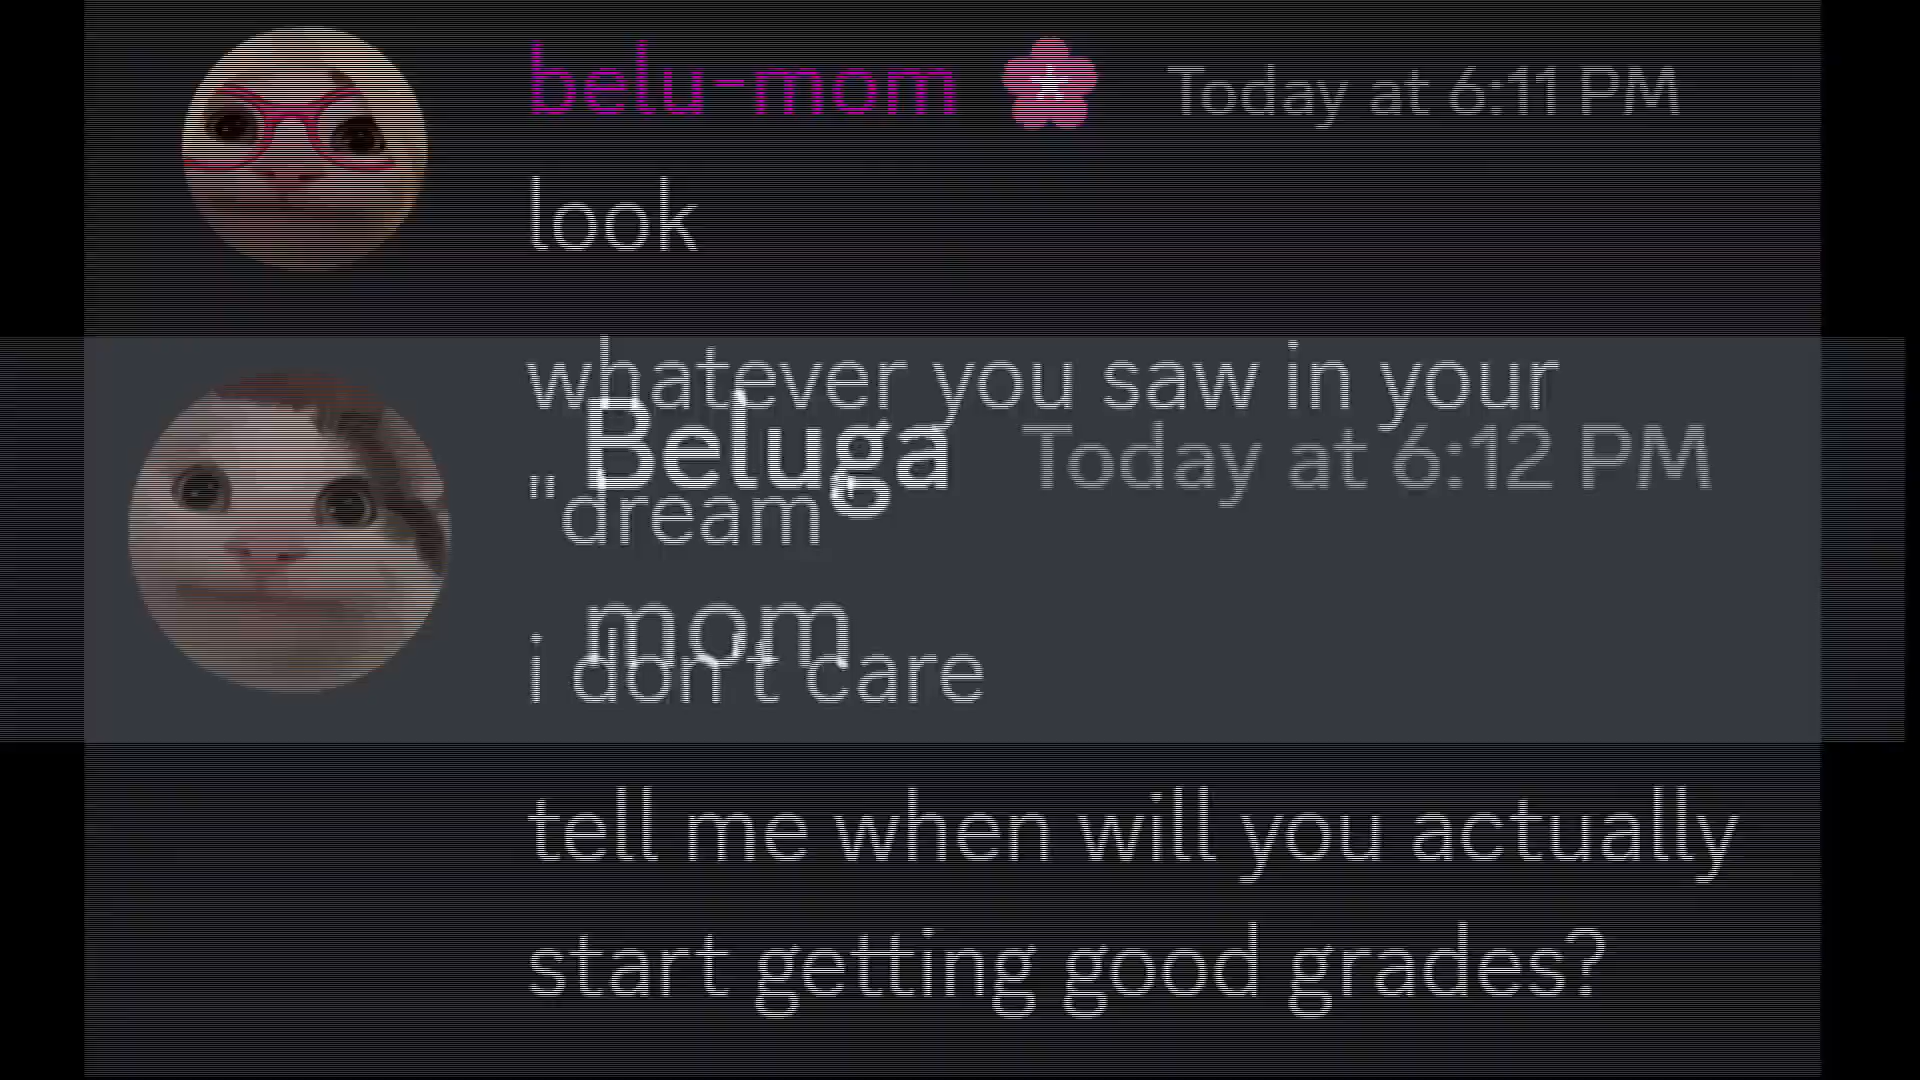 belu-mom Today at 6:11 PM
look
whatever you saw in your
"dream
i don't care
tell me when will you actually
start getting good grades?
Beluga Today at 6:12 PM
mom